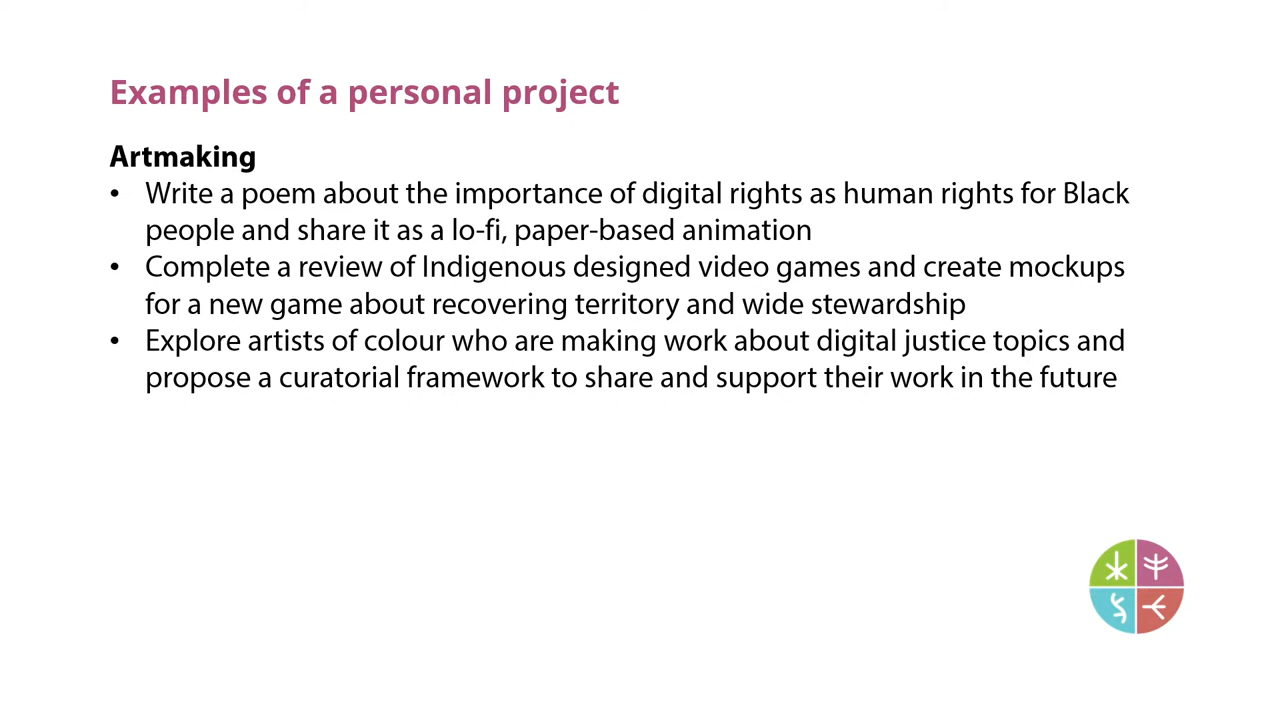 Examples of a personal project
Artmaking
• Write a poem about the importance of digital rights as human rights for Black
people and share it as a lo-fi, paper-based animation
• Complete a review of Indigenous designed video games and create mockups
for a new game about recovering territory and wide stewardship
• Explore artists of colour who are making work about digital justice topics and
propose a curatorial framework to share and support their work in the future